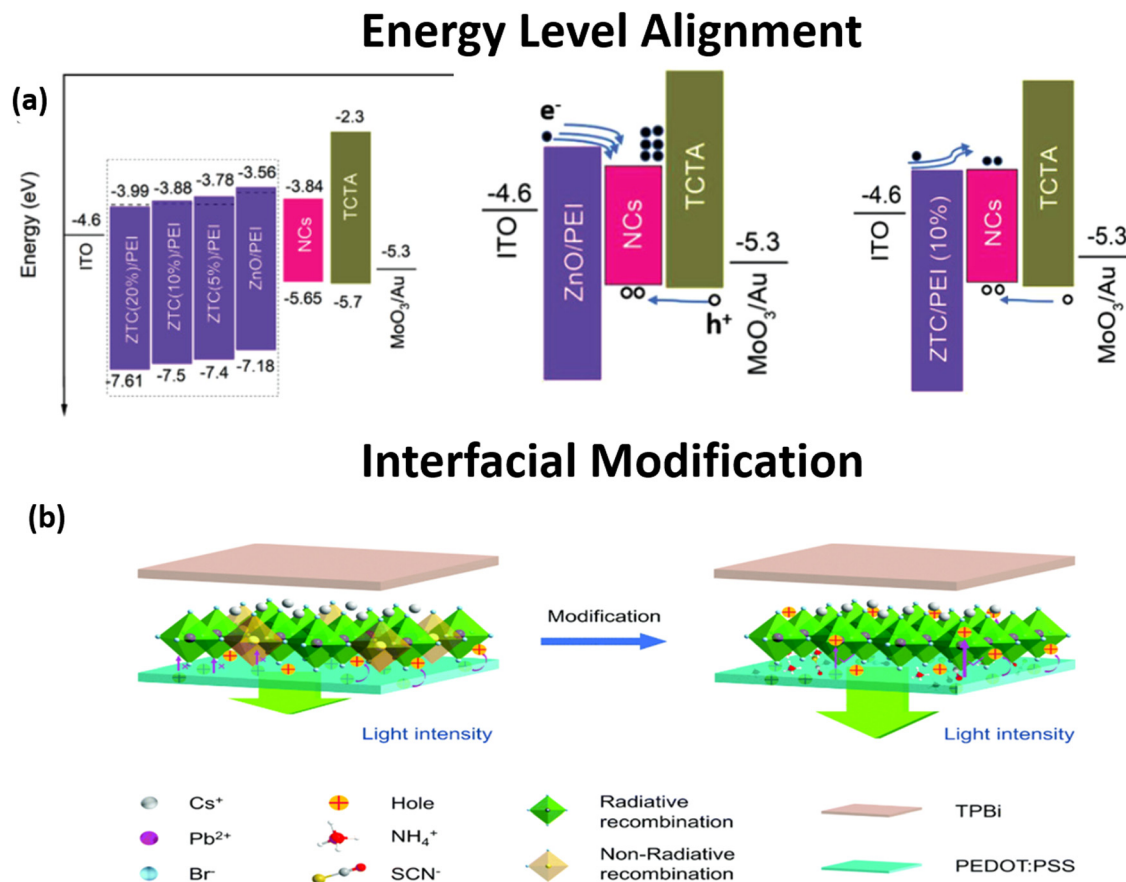 Energy Level Alignment
(a)
Energy (eV)
-4.6
ITO
-3.99
ZTC(20%)/PEI
-7.61
-3.88
ZTC(10%)/PEI
-7.5
-3.78
ZTC(5%)/PEI
-7.4
-3.56
ZnO/PEI
-7.18
-3.84
NCs
-5.65
-2.3
TCTA
-5.7
-5.3
MoO₃/Au
e⁻
-4.6
ITO
ZnO/PEI
NCs
TCTA
h⁺
-5.3
MoO₃/Au
-4.6
ITO
ZTC/PEI (10%)
NCs
TCTA
-5.3
MoO₃/Au
Interfacial Modification
(b)
Modification
Light intensity
Light intensity
Cs⁺
Hole
Radiative
recombination
TPBi
Pb²⁺
NH₄⁺
Non-Radiative
recombination
PEDOT:PSS
Br⁻
SCN⁻